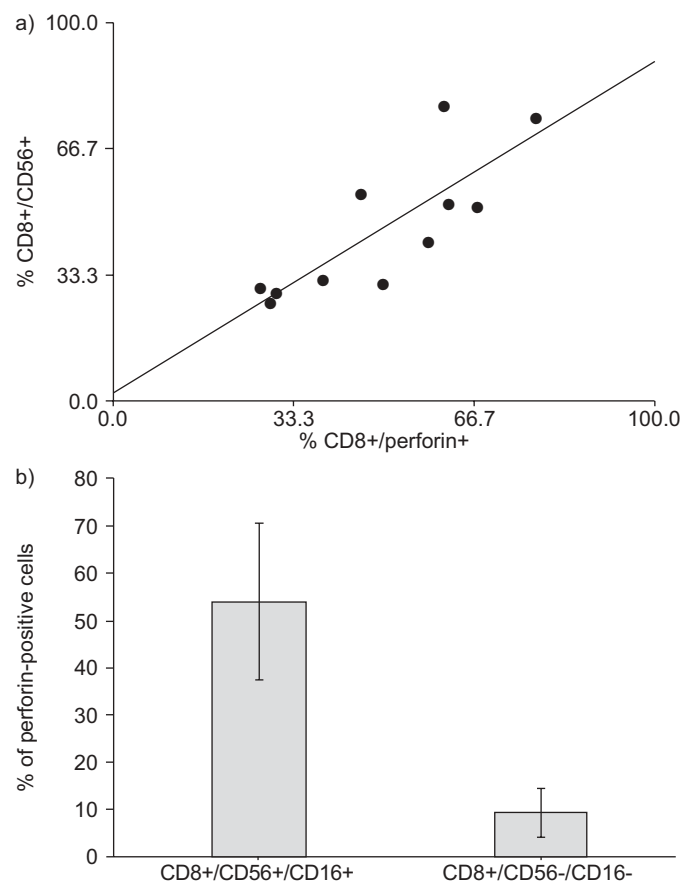 a)
100.0
66.7
33.3
0.0
% CD8+/CD56+
0.0 33.3 66.7 100.0
% CD8+/perforin+
b)
80
70
60
50
40
30
20
10
0
% of perforin-positive cells
CD8+/CD56+/CD16+ CD8+/CD56-/CD16-